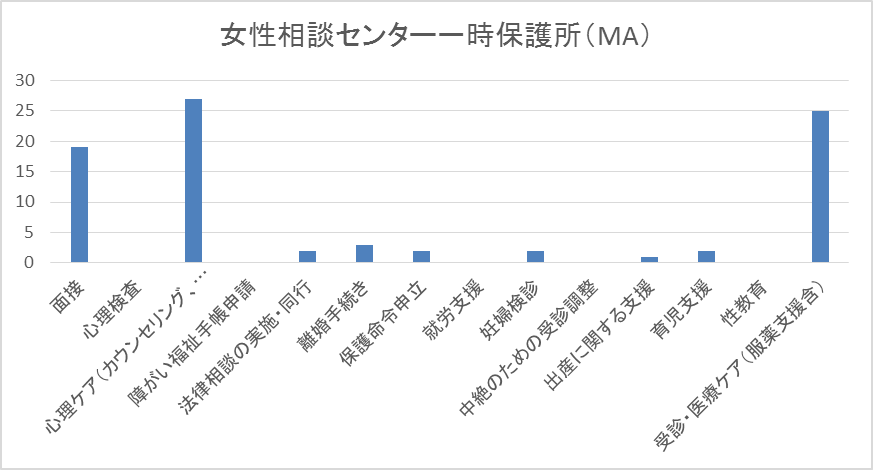 女性相談センター一時保護所（MA）
30
25
20
15
10
5
0
面接
心理検査
心理ケア（カウンセリング、…
障がい福祉手帳申請
法律相談の実施・同行
離婚手続き
保護命令申立
就労支援
妊婦検診
中絶のための受診調整
出産に関する支援
育児支援
性教育
受診・医療ケア（服薬支援含）